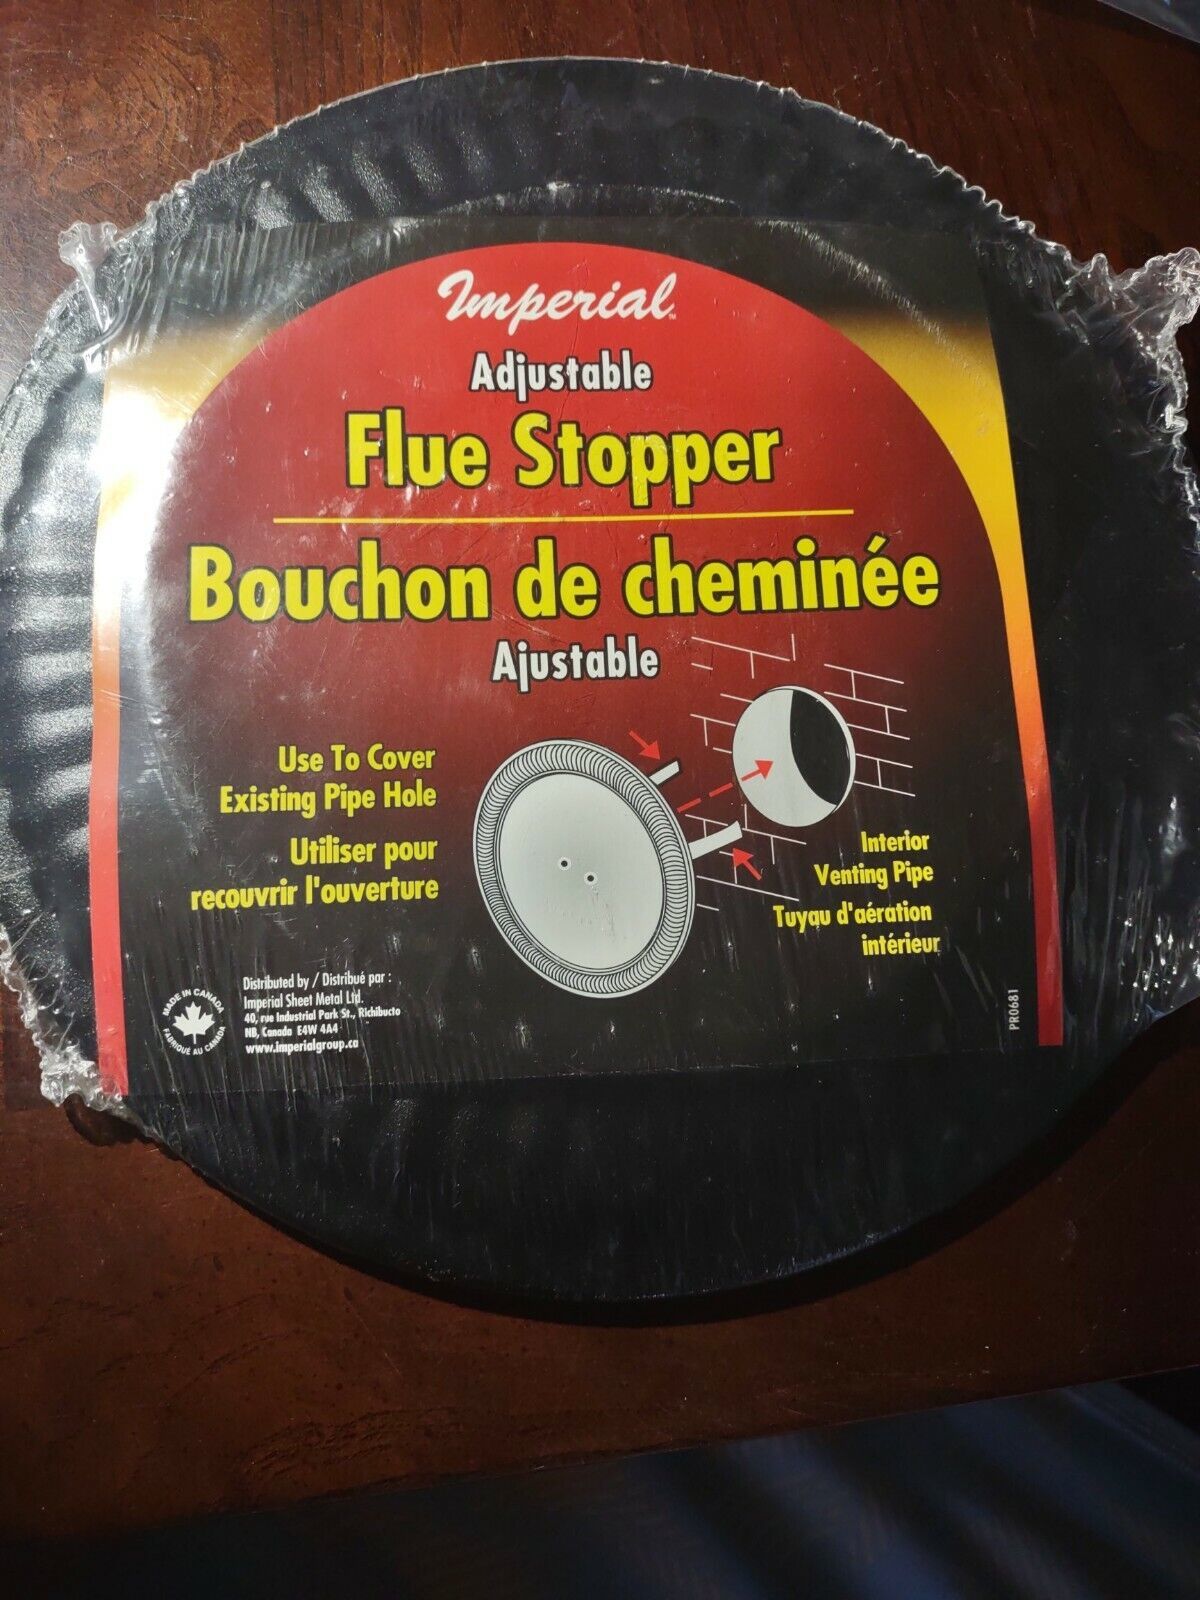 Imperial™
Adjustable
Flue Stopper
Bouchon de cheminée
Ajustable
Use To Cover
Existing Pipe Hole
Utiliser pour
recouvrir l'ouverture
Interior
Venting Pipe
Tuyau d'aération
intérieur
MADE IN CANADA
FABRIQUÉ AU CANADA
Distributed by / Distribué par :
Imperial Sheet Metal Ltd.
40, rue Industrial Park St., Richibucto
NB, Canada E4W 4A4
www.imperialgroup.ca
PR0681